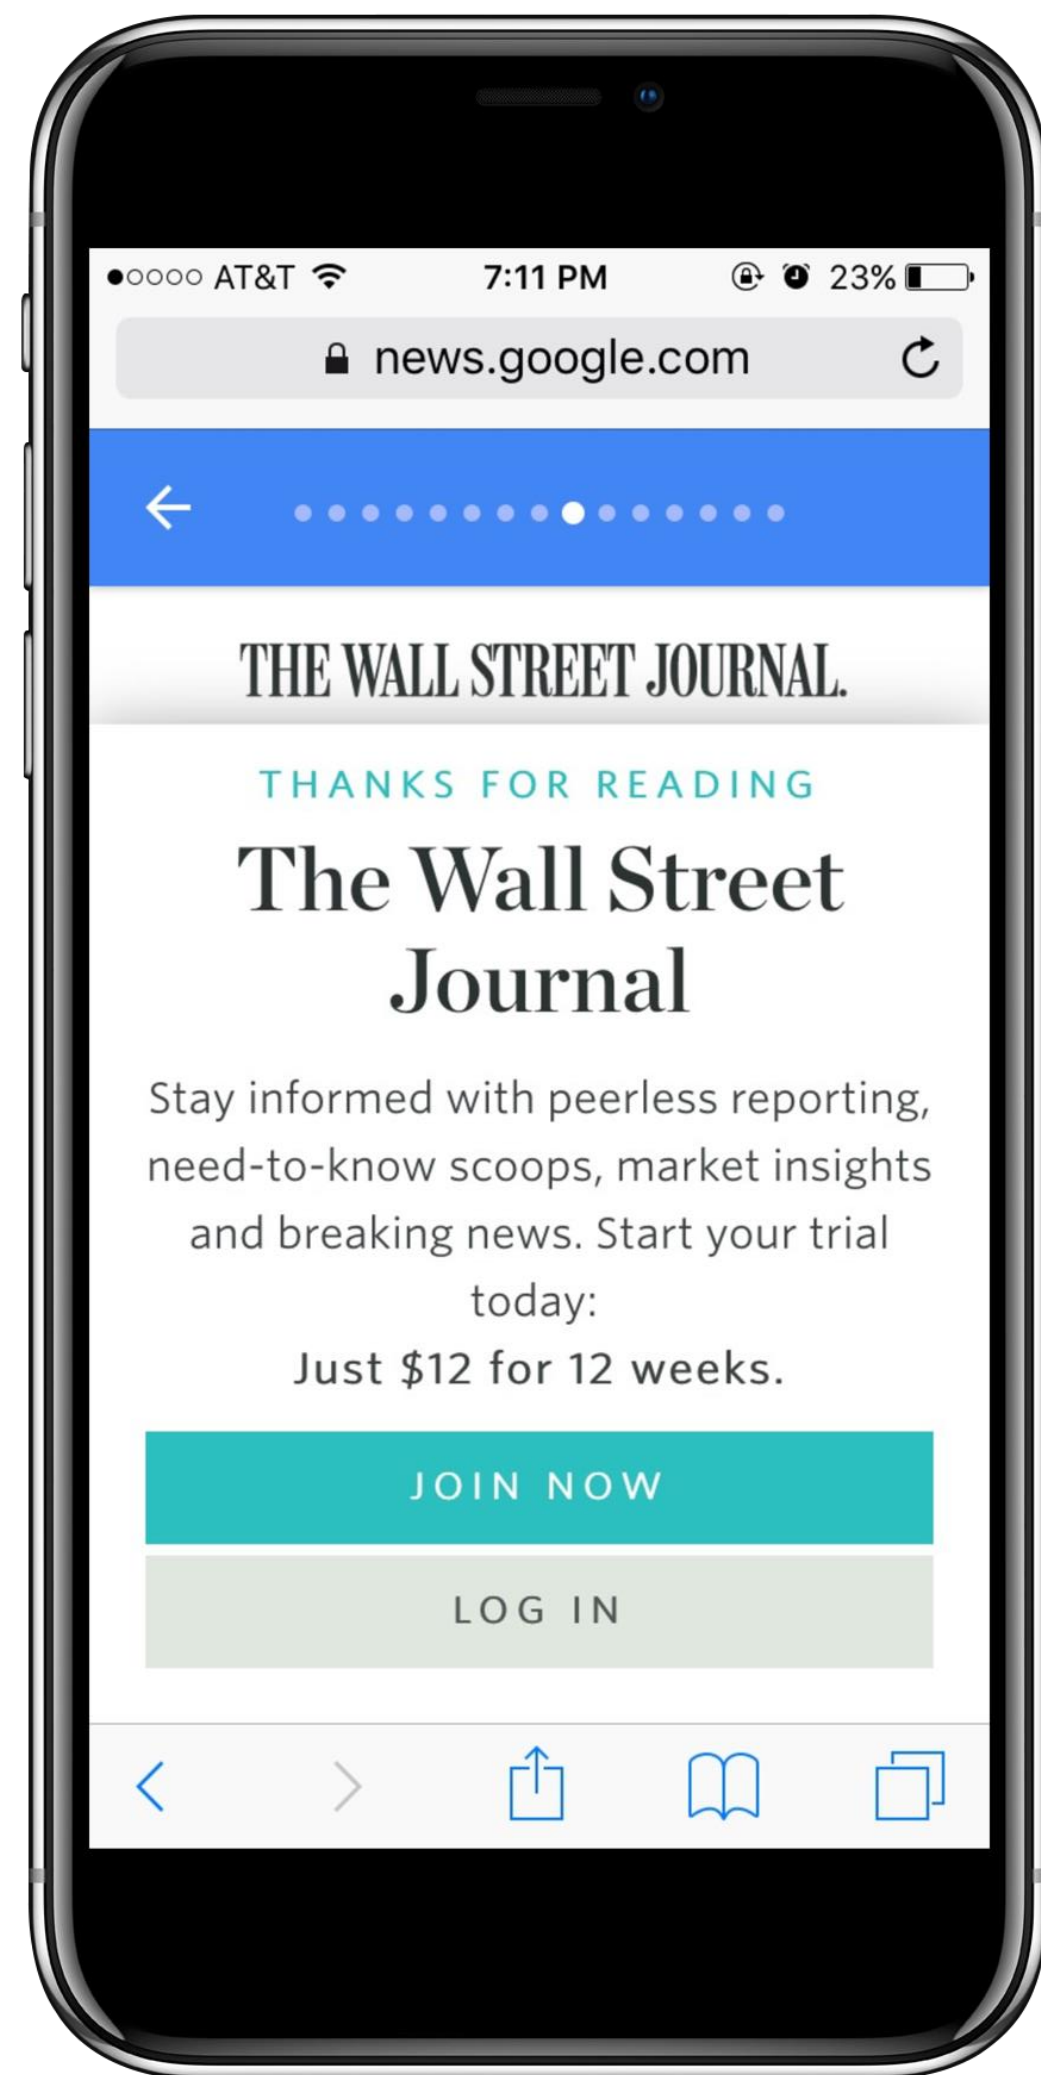 AT&T 7:11 PM 23%
news.google.com
THE WALL STREET JOURNAL.
THANKS FOR READING
The Wall Street
Journal
Stay informed with peerless reporting,
need-to-know scoops, market insights
and breaking news. Start your trial
today:
Just $12 for 12 weeks.
JOIN NOW
LOG IN